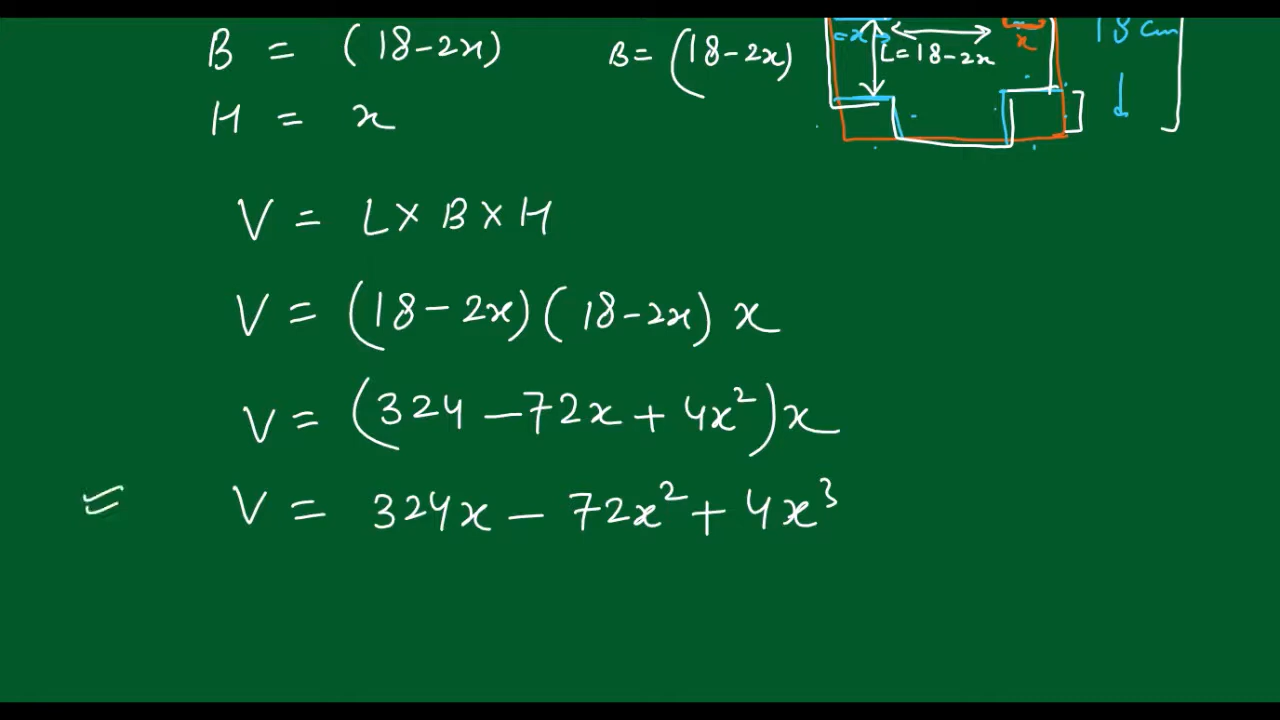 B = (18-2x)
B = (18-2x)
=x
L=18-2x
x
18 cm
H = x
V = L × B × H
V = (18-2x)(18-2x) x
V = (324 - 72x + 4x²)x
V = 324x - 72x² + 4x³